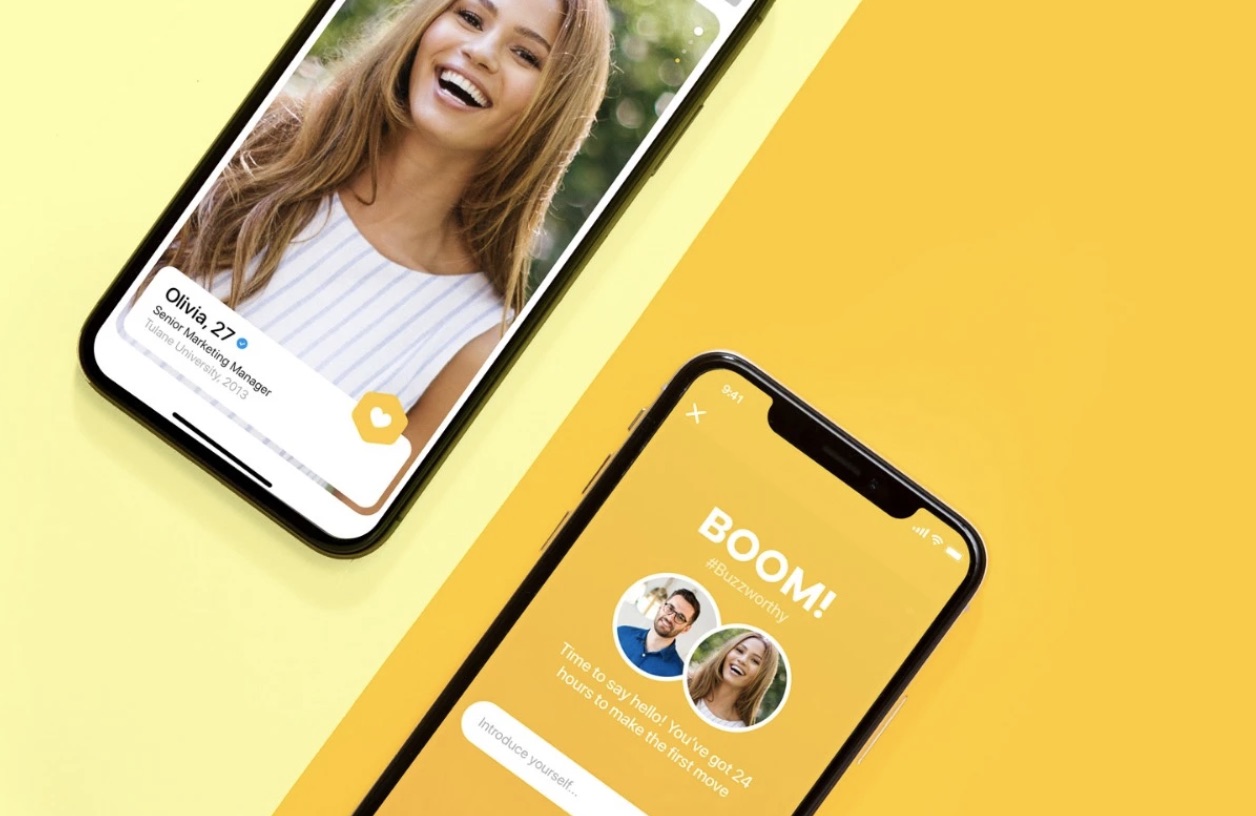 Olivia, 27
Senior Marketing Manager
Tulane University, 2013
9:41
BOOM!
#Buzzworthy
Time to say hello! You've got 24
hours to make the first move
Introduce yourself...